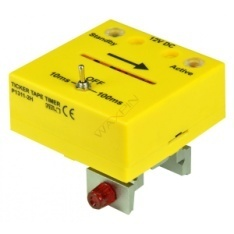 Standby 12V DC Active
10ms OFF 100ms
TICKER TAPE TIMER
CE